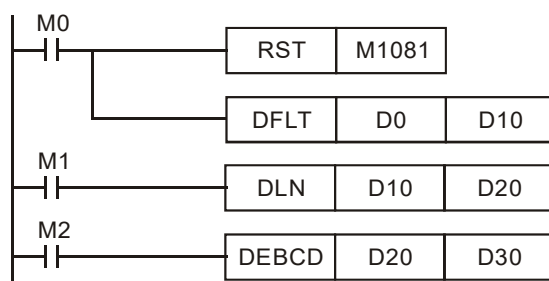 M0
RST M1081
DFLT D0 D10
M1
DLN D10 D20
M2
DEBCD D20 D30